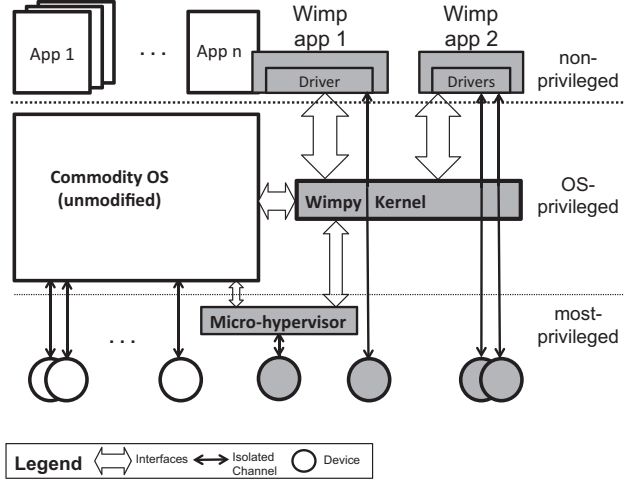 Wimp
app 1
Wimp
app 2
App 1
. . .
App n
Driver
Drivers
non-
privileged
Commodity OS
(unmodified)
Wimpy Kernel
OS-
privileged
Micro-hypervisor
most-
privileged
. . .
Legend
Interfaces
Isolated
Channel
Device